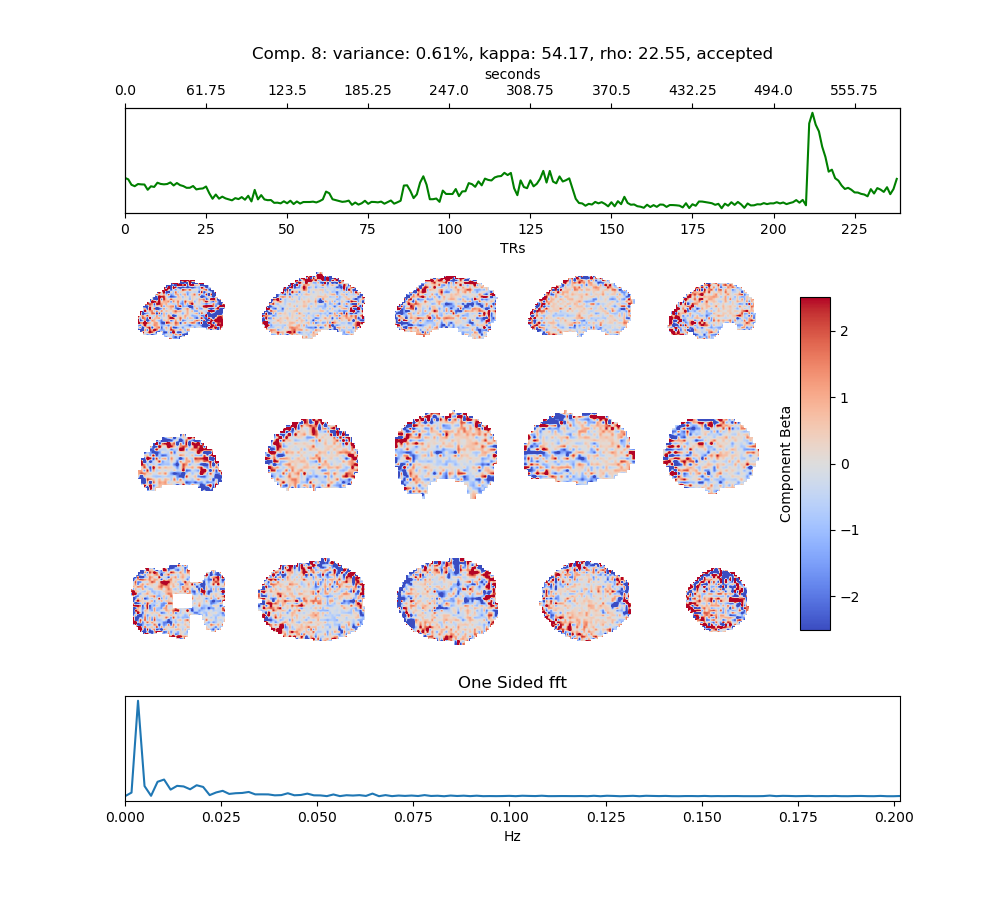 Comp. 8: variance: 0.61%, kappa: 54.17, rho: 22.55, accepted
seconds
0.0 61.75 123.5 185.25 247.0 308.75 370.5 432.25 494.0 555.75
0 25 50 75 100 125 150 175 200 225
TRs
2
1
0
−1
−2
Component Beta
One Sided fft
0.000 0.025 0.050 0.075 0.100 0.125 0.150 0.175 0.200
Hz